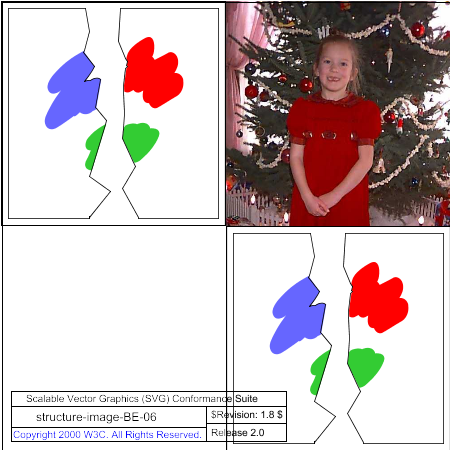 Scalable Vector Graphics (SVG) Conformance Suite
structure-image-BE-06
$Revision: 1.8 $
Copyright 2000 W3C. All Rights Reserved.
Release 2.0